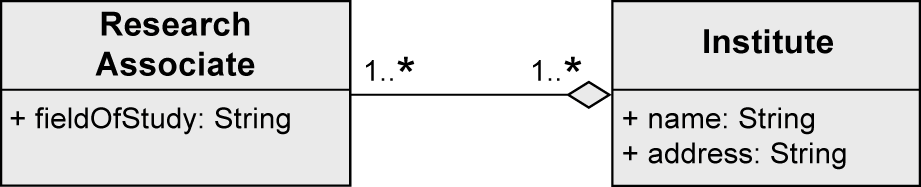 Research
Associate
+ fieldOfStudy: String
1..*
1..*
Institute
+ name: String
+ address: String